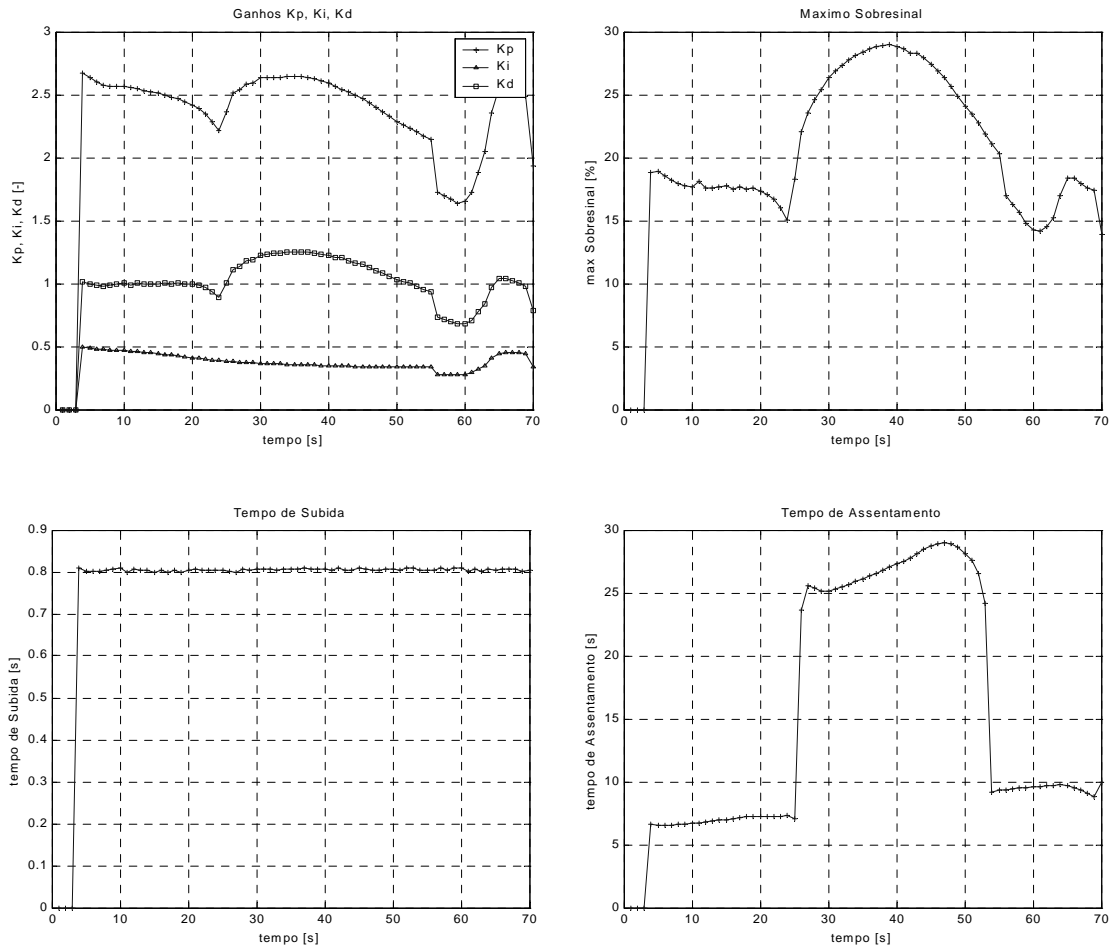 Ganhos Kp, Ki, Kd
3
2.5
2
1.5
1
0.5
0
Kp, Ki, Kd [-]
Kp
Ki
Kd
0 10 20 30 40 50 60 70
tempo [s]
Maximo Sobresinal
30
25
20
15
10
5
0
max Sobresinal [%]
0 10 20 30 40 50 60 70
tempo [s]
Tempo de Subida
0.9
0.8
0.7
0.6
0.5
0.4
0.3
0.2
0.1
0
tempo de Subida [s]
0 10 20 30 40 50 60 70
tempo [s]
Tempo de Assentamento
30
25
20
15
10
5
0
tempo de Assentamento [s]
0 10 20 30 40 50 60 70
tempo [s]